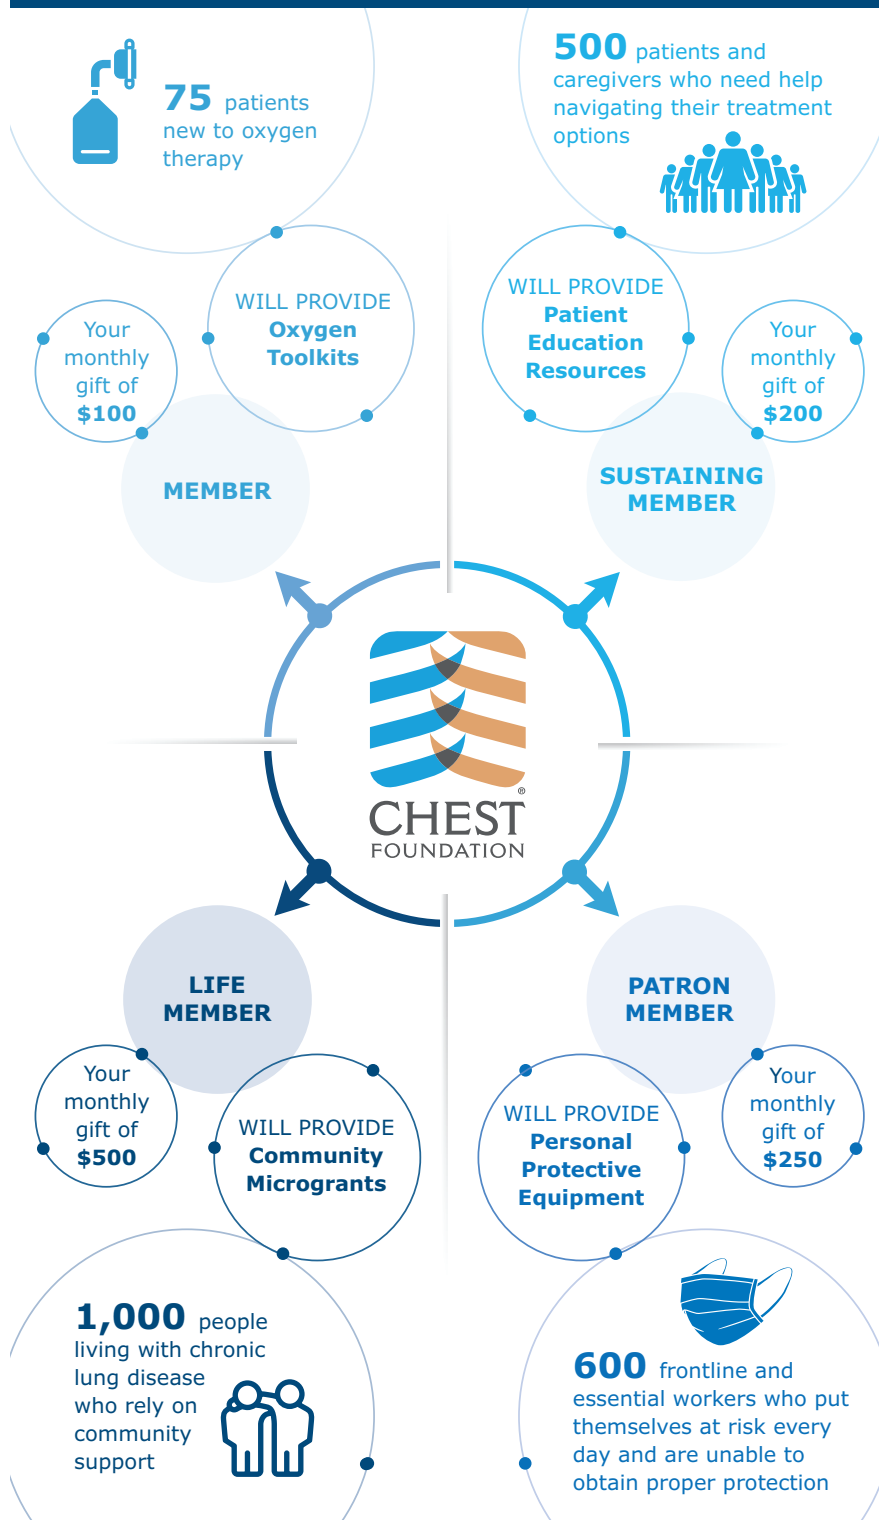 75 patients
new to oxygen
therapy
500 patients and
caregivers who need help
navigating their treatment
options
WILL PROVIDE
Oxygen
Toolkits
Your
monthly
gift of
$100
MEMBER
WILL PROVIDE
Patient
Education
Resources
Your
monthly
gift of
$200
SUSTAINING
MEMBER
CHEST®
FOUNDATION
LIFE
MEMBER
Your
monthly
gift of
$500
WILL PROVIDE
Community
Microgrants
1,000 people
living with chronic
lung disease
who rely on
community
support
PATRON
MEMBER
Your
monthly
gift of
$250
WILL PROVIDE
Personal
Protective
Equipment
600 frontline and
essential workers who put
themselves at risk every
day and are unable to
obtain proper protection